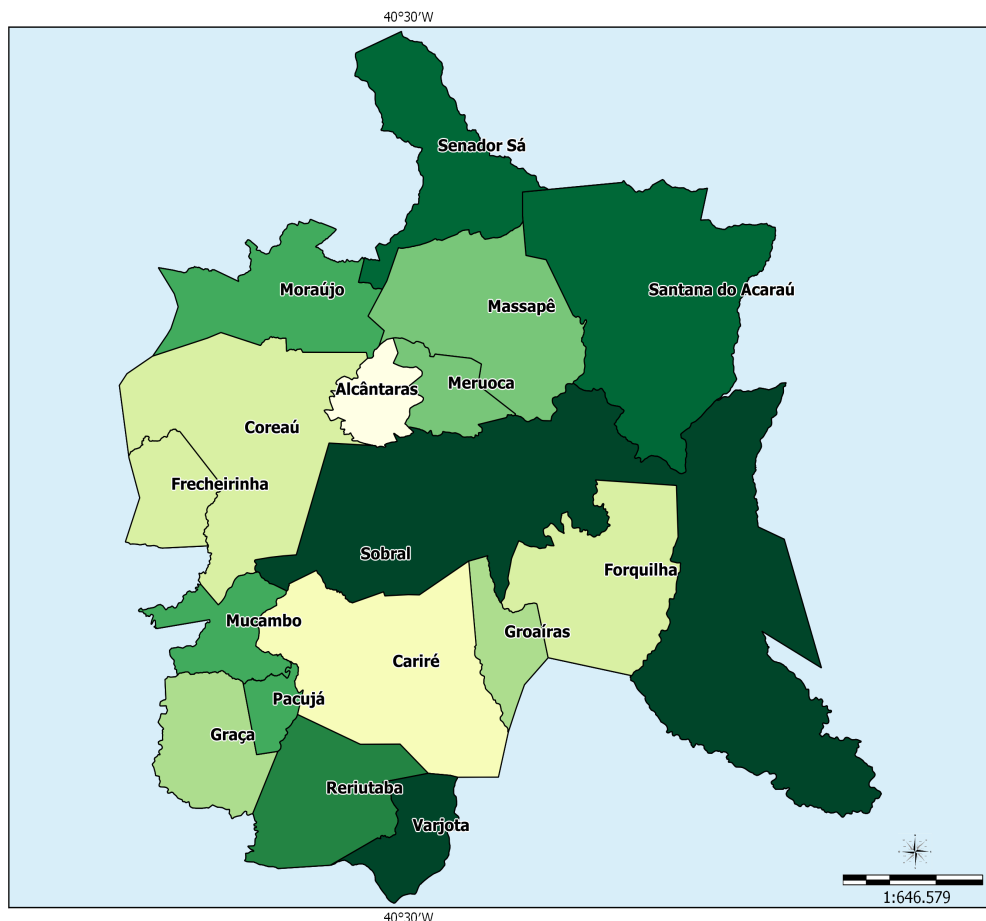 40°30'W
Senador Sá
Moraújo
Santana do Acaraú
Massapê
Alcântaras
Meruoca
Coreaú
Frecheirinha
Sobral
Forquilha
Mucambo
Groaíras
Cariré
Pacujá
Graça
Reriutaba
Varjota
1:646.579
40°30'W